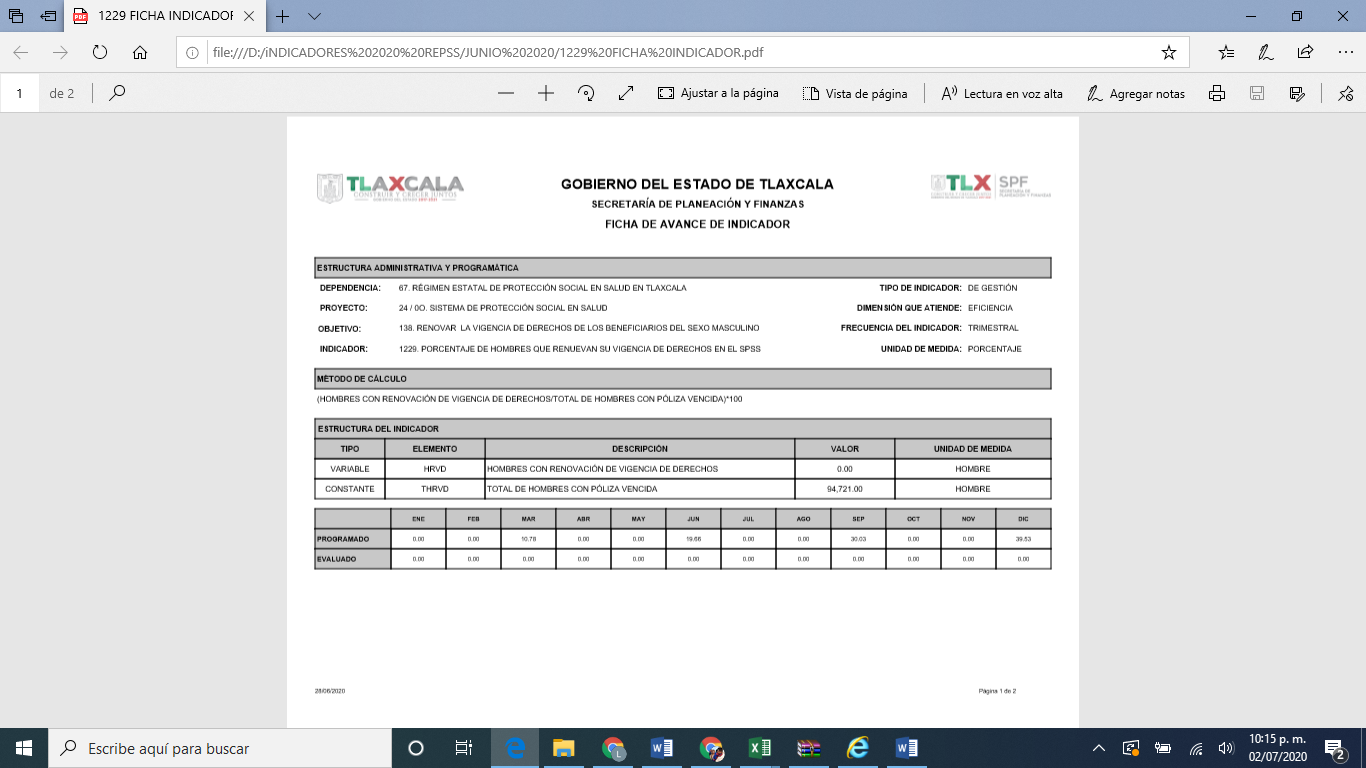 1229 FICHA INDICADOR
file:///D:/iNDICADORES%202020%20REPSS/JUNIO%202020/1229%20FICHA%20INDICADOR.pdf
1 de 2 Ajustar a la página Vista de página Lectura en voz alta Agregar notas
TLAXCALA
CONSTRUIR Y CRECER JUNTOS
GOBIERNO DEL ESTADO DE TLAXCALA
SECRETARÍA DE PLANEACIÓN Y FINANZAS
FICHA DE AVANCE DE INDICADOR
TLX SPF
SECRETARÍA DE
PLANEACIÓN Y FINANZAS
ESTRUCTURA ADMINISTRATIVA Y PROGRAMÁTICA
DEPENDENCIA: 67. RÉGIMEN ESTATAL DE PROTECCIÓN SOCIAL EN SALUD EN TLAXCALA TIPO DE INDICADOR: DE GESTIÓN
PROYECTO: 24 / 0O. SISTEMA DE PROTECCIÓN SOCIAL EN SALUD DIMENSIÓN QUE ATIENDE: EFICIENCIA
OBJETIVO: 138. RENOVAR LA VIGENCIA DE DERECHOS DE LOS BENEFICIARIOS DEL SEXO MASCULINO FRECUENCIA DEL INDICADOR: TRIMESTRAL
INDICADOR: 1229. PORCENTAJE DE HOMBRES QUE RENUEVAN SU VIGENCIA DE DERECHOS EN EL SPSS UNIDAD DE MEDIDA: PORCENTAJE
MÉTODO DE CÁLCULO
(HOMBRES CON RENOVACIÓN DE VIGENCIA DE DERECHOS/TOTAL DE HOMBRES CON PÓLIZA VENCIDA)*100
ESTRUCTURA DEL INDICADOR
TIPO ELEMENTO DESCRIPCIÓN VALOR UNIDAD DE MEDIDA
VARIABLE HRVD HOMBRES CON RENOVACIÓN DE VIGENCIA DE DERECHOS 0.00 HOMBRE
CONSTANTE THRVD TOTAL DE HOMBRES CON PÓLIZA VENCIDA 94,721.00 HOMBRE
ENE FEB MAR ABR MAY JUN JUL AGO SEP OCT NOV DIC
PROGRAMADO 0.00 0.00 10.78 0.00 0.00 19.66 0.00 0.00 30.03 0.00 0.00 39.53
EVALUADO 0.00 0.00 0.00 0.00 0.00 0.00 0.00 0.00 0.00 0.00 0.00 0.00
28/06/2020 Página 1 de 2
Escribe aquí para buscar
10:15 p. m.
02/07/2020
2